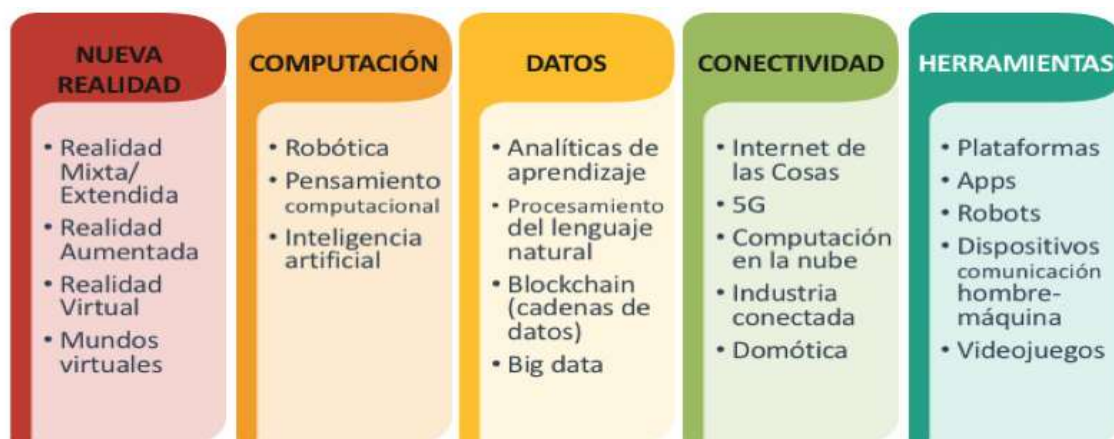 NUEVA
REALIDAD
• Realidad
Mixta/
Extendida
• Realidad
Aumentada
• Realidad
Virtual
• Mundos
virtuales
COMPUTACIÓN
• Robótica
• Pensamiento
computacional
• Inteligencia
artificial
DATOS
• Analíticas de
aprendizaje
• Procesamiento
del lenguaje
natural
• Blockchain
(cadenas de
datos)
• Big data
CONECTIVIDAD
• Internet de
las Cosas
• 5G
• Computación
en la nube
• Industria
conectada
• Domótica
HERRAMIENTAS
• Plataformas
• Apps
• Robots
• Dispositivos
comunicación
hombre-
máquina
• Videojuegos